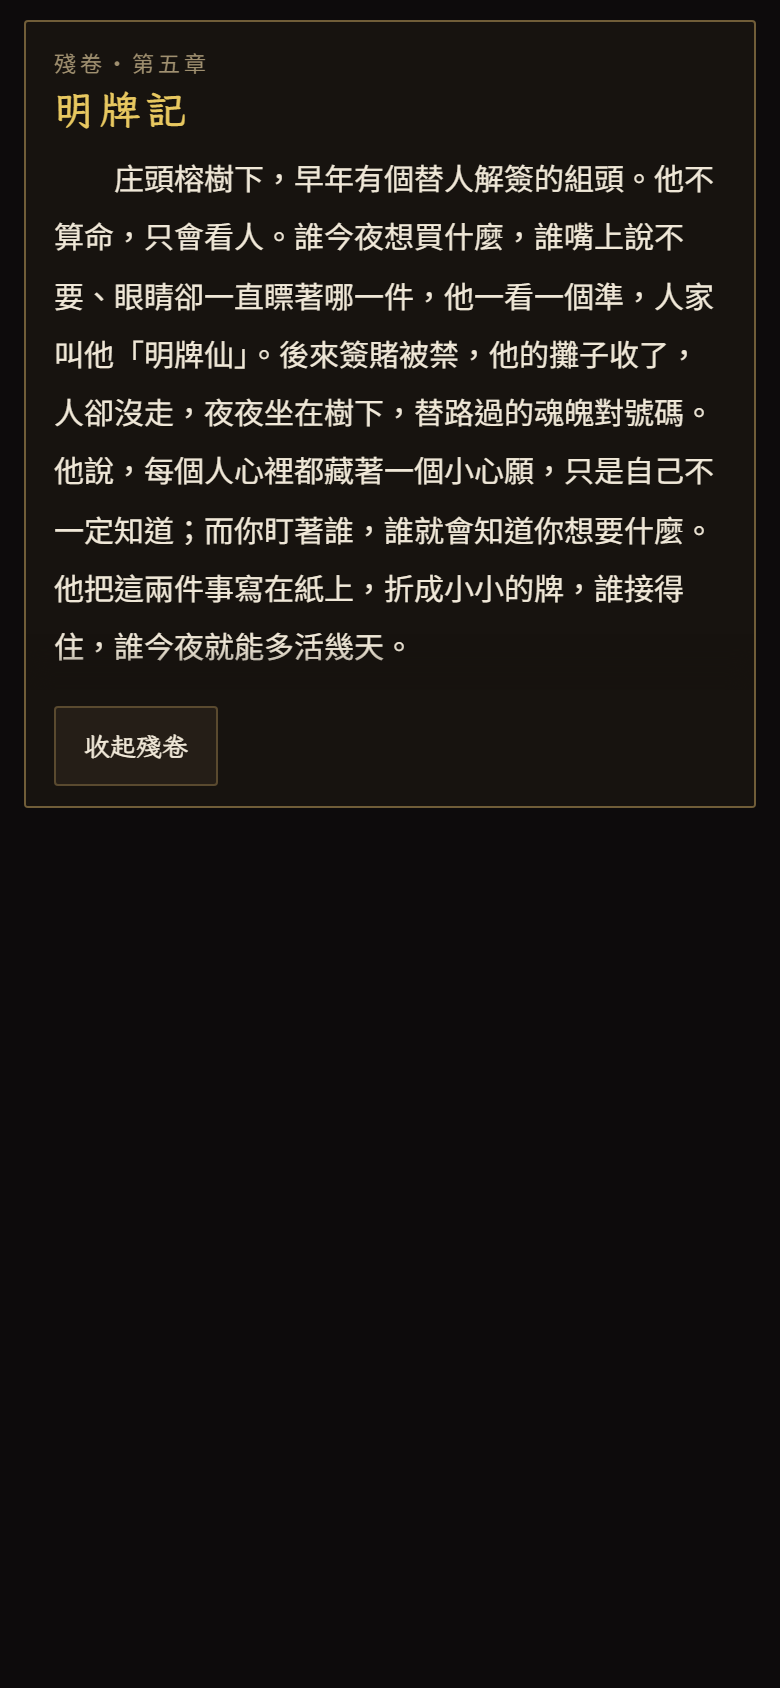 殘卷・第五章
明牌記
庄頭榕樹下，早年有個替人解簽的組頭。他不
算命，只會看人。誰今夜想買什麼，誰嘴上說不
要、眼睛卻一直瞟著哪一件，他一看一個準，人家
叫他「明牌仙」。後來簽賭被禁，他的攤子收了，
人卻沒走，夜夜坐在樹下，替路過的魂魄對號碼。
他說，每個人心裡都藏著一個小心願，只是自己不
一定知道；而你盯著誰，誰就會知道你想要什麼。
他把這兩件事寫在紙上，折成小小的牌，誰接得
住，誰今夜就能多活幾天。
收起殘卷